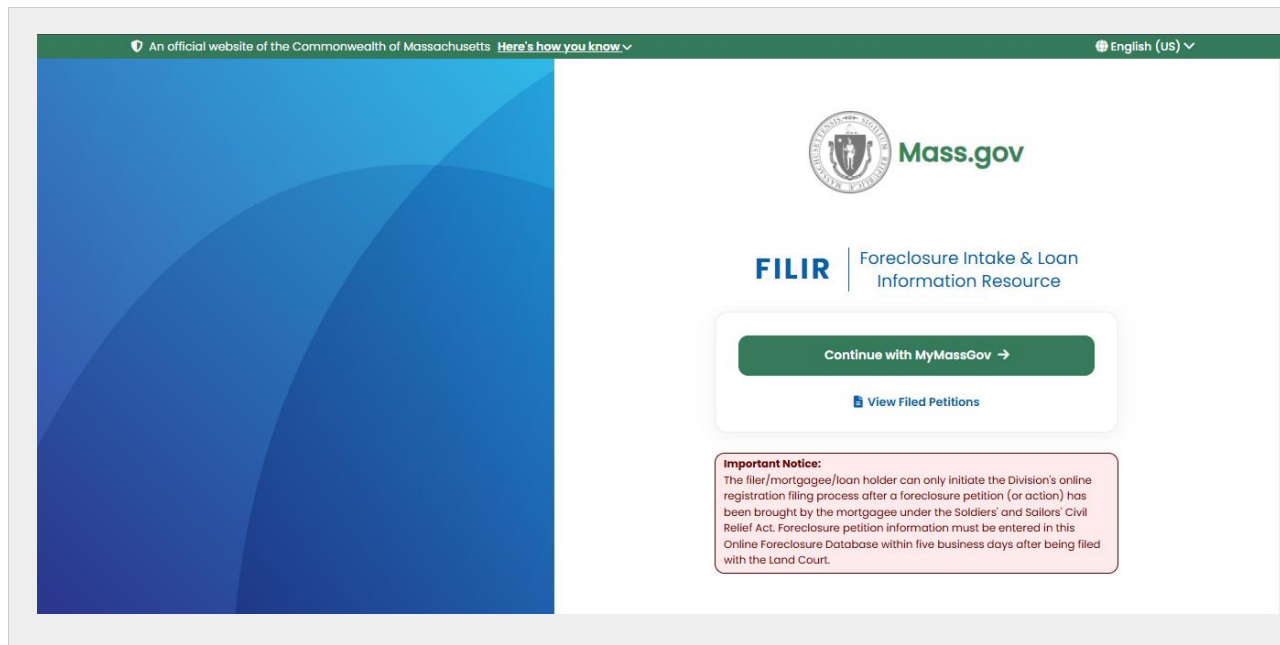 An official website of the Commonwealth of Massachusetts Here's how you know
English (US)
Mass.gov
FILIR
Foreclosure Intake & Loan
Information Resource
Continue with MyMassGov →
View Filed Petitions
Important Notice:
The filer/mortgagee/loan holder can only initiate the Division's online
registration filing process after a foreclosure petition (or action) has
been brought by the mortgagee under the Soldiers' and Sailors' Civil
Relief Act. Foreclosure petition information must be entered in this
Online Foreclosure Database within five business days after being filed
with the Land Court.